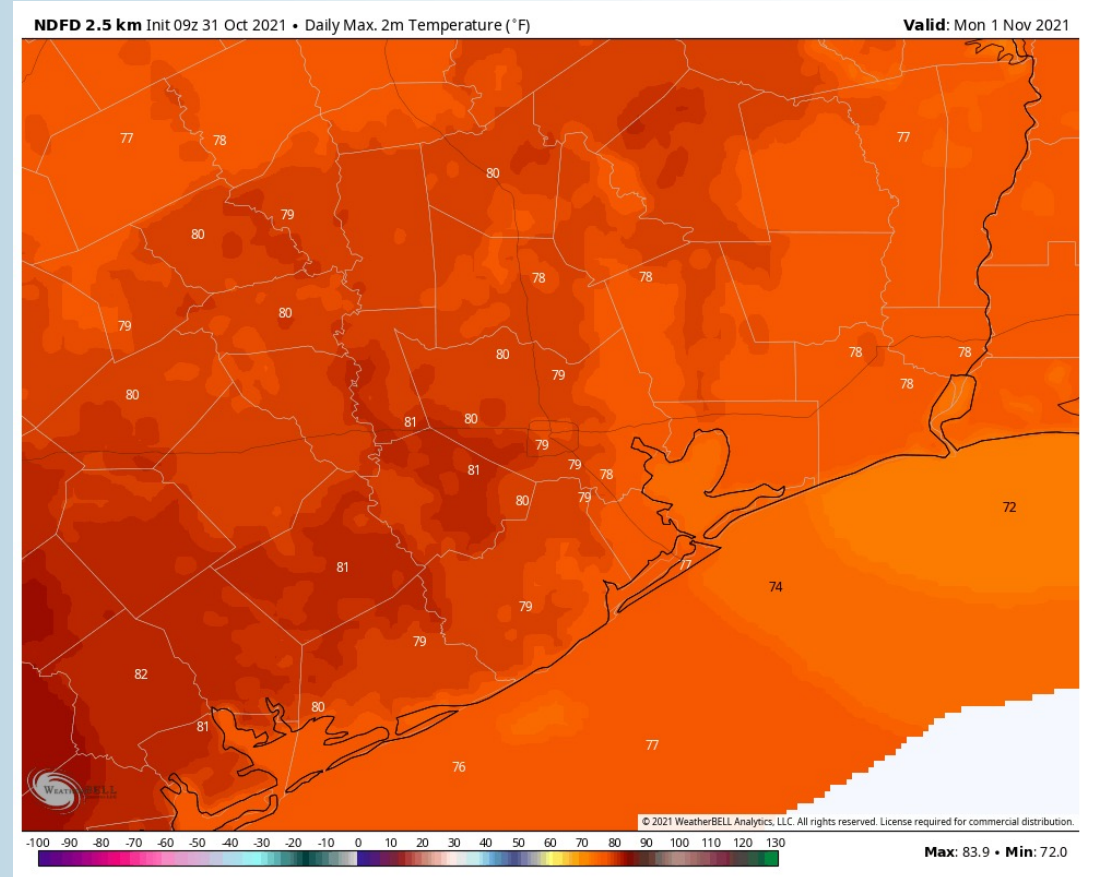 NDFD 2.5 km Init 09z 31 Oct 2021 • Daily Max. 2m Temperature (°F) Valid: Mon 1 Nov 2021
77 78 77
80
79
80
78 78
80
79
80 78 78
79
80 78
81 80
79
81 79 78
80 79
72
81 77
74
79
79
82
80
81
77
76
WEATHERBELL
© 2021 WeatherBELL Analytics, LLC. All rights reserved. License required for commercial distribution.
-100 -90 -80 -70 -60 -50 -40 -30 -20 -10 0 10 20 30 40 50 60 70 80 90 100 110 120 130
Max: 83.9 • Min: 72.0